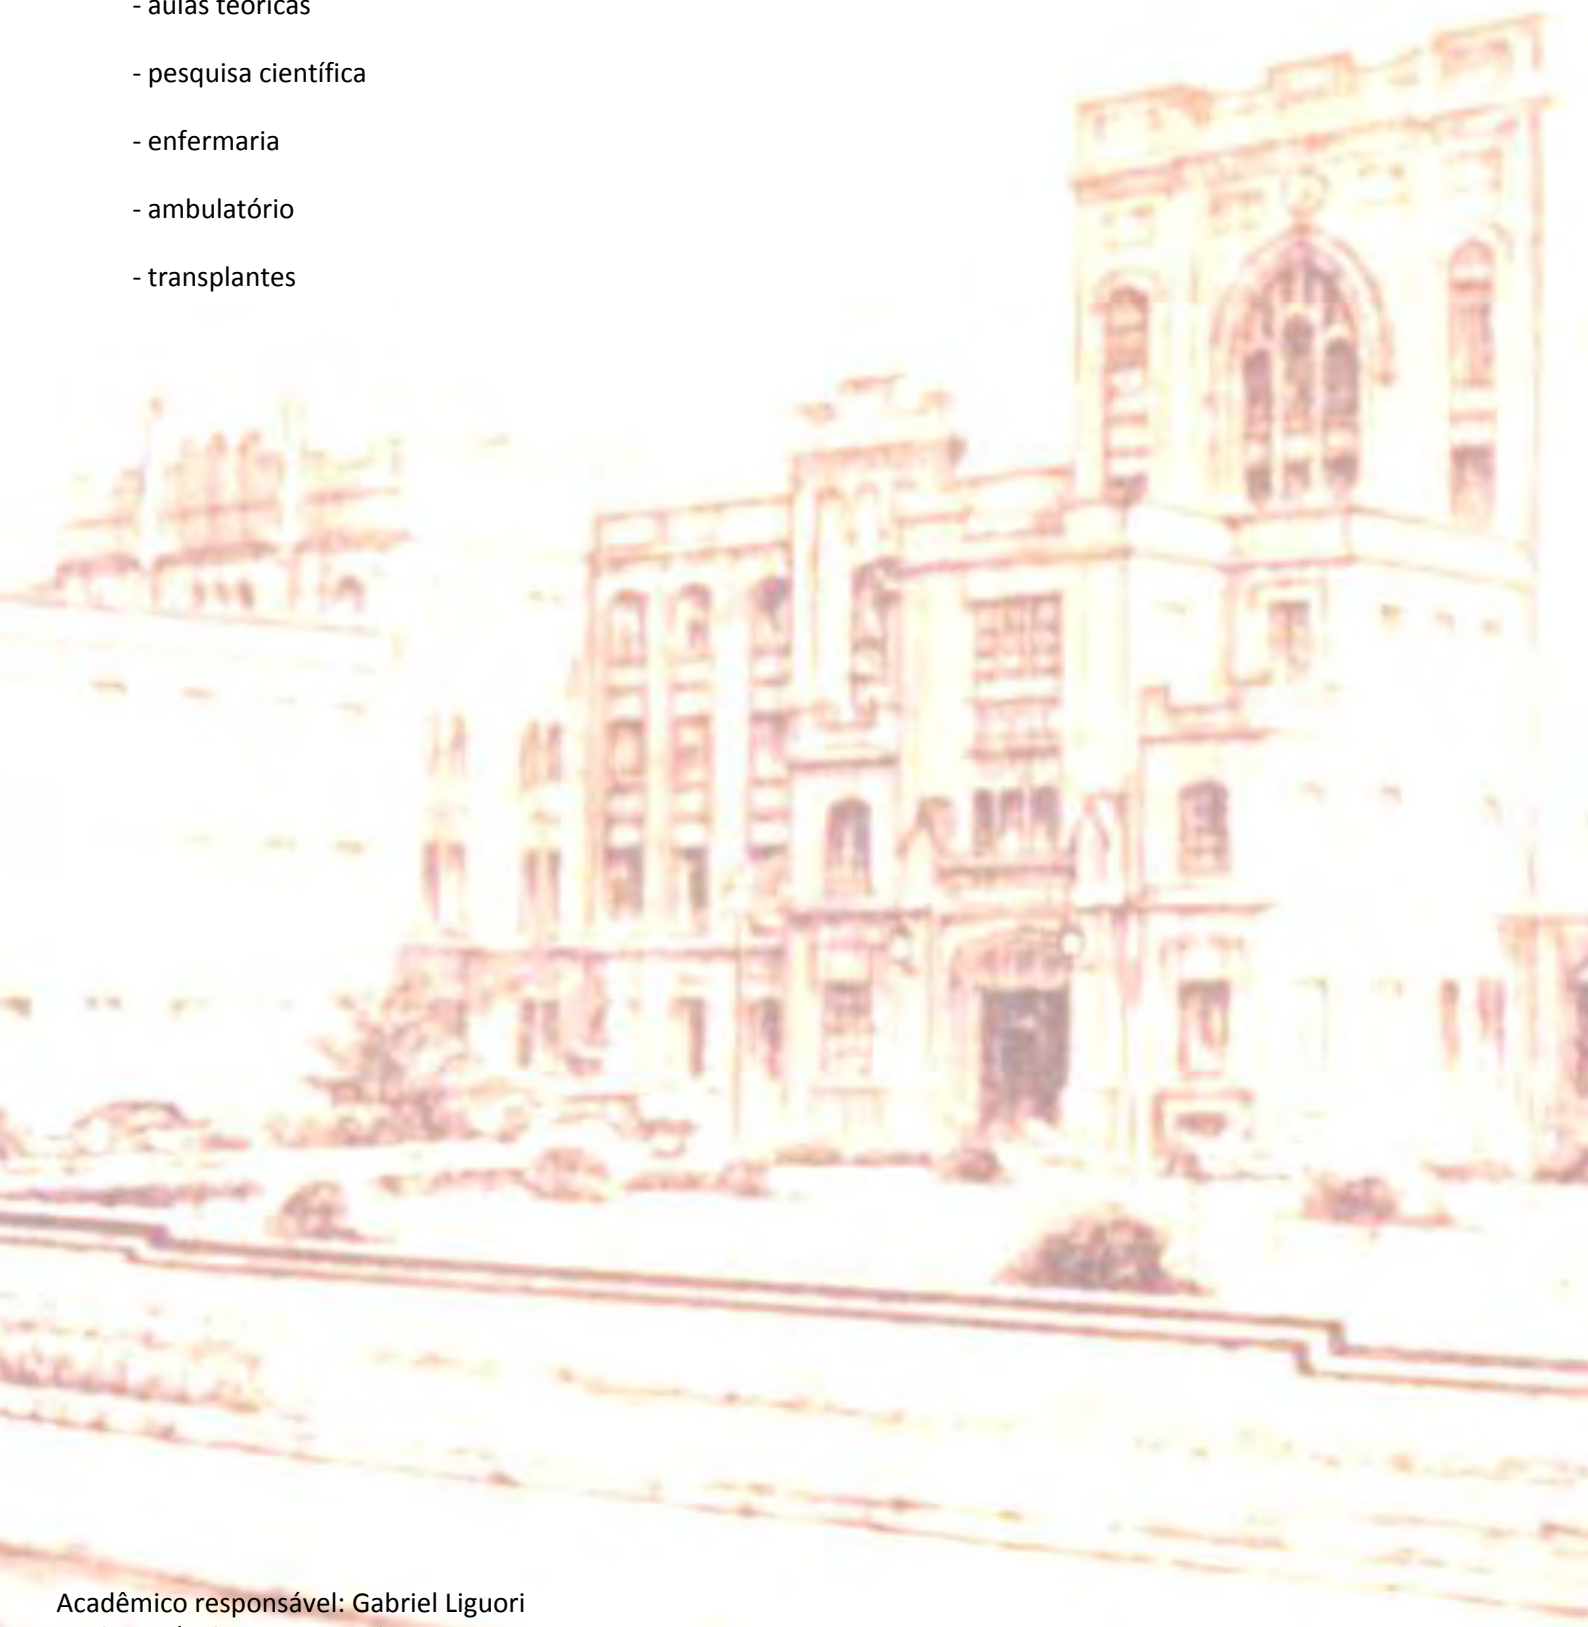 - aulas teóricas
- pesquisa científica
- enfermaria
- ambulatório
- transplantes
Acadêmico responsável: Gabriel Liguori